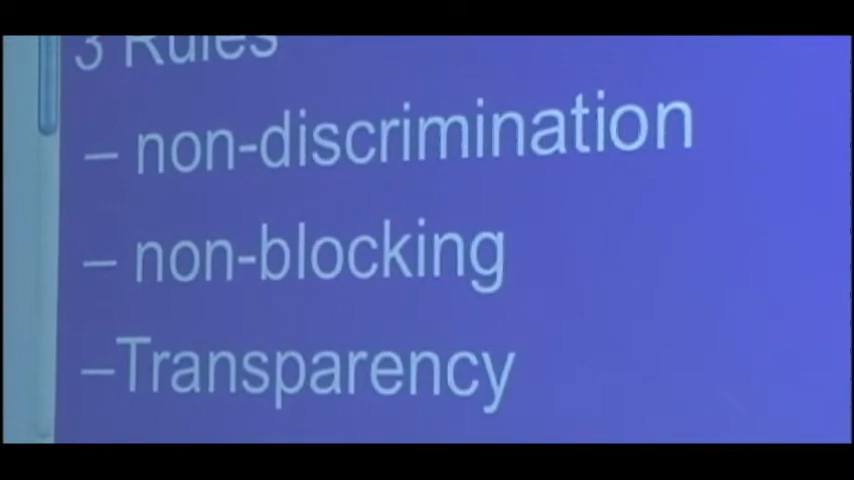 3 Rules
– non-discrimination
– non-blocking
–Transparency